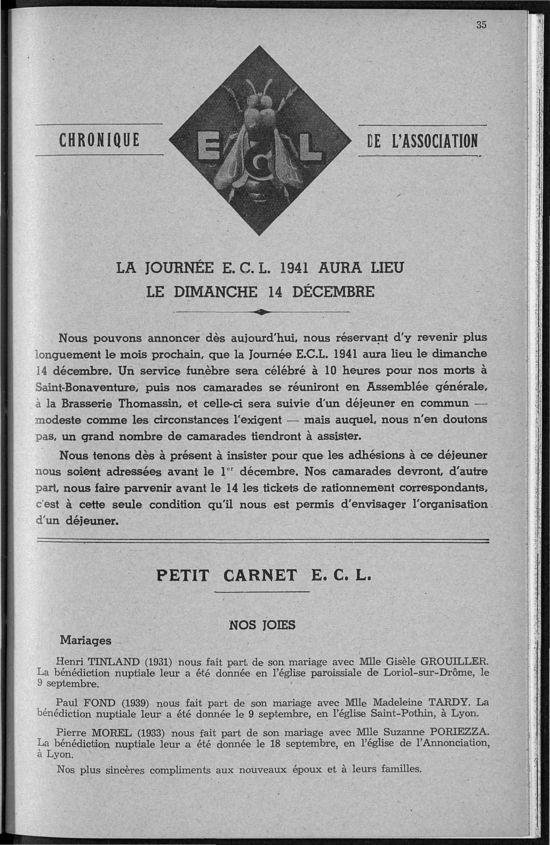 35
CHRONIQUE
E C L
DE L'ASSOCIATION
LA JOURNÉE E. C. L. 1941 AURA LIEU
LE DIMANCHE 14 DÉCEMBRE
Nous pouvons annoncer dès aujourd'hui, nous réservant d'y revenir plus
longuement le mois prochain, que la Journée E.C.L. 1941 aura lieu le dimanche
14 décembre. Un service funèbre sera célébré à 10 heures pour nos morts à
Saint-Bonaventure, puis nos camarades se réuniront en Assemblée générale,
à la Brasserie Thomassin, et celle-ci sera suivie d'un déjeuner en commun —
modeste comme les circonstances l'exigent — mais auquel, nous n'en doutons
pas, un grand nombre de camarades tiendront à assister.
Nous tenons dès à présent à insister pour que les adhésions à ce déjeuner
nous soient adressées avant le 1er décembre. Nos camarades devront, d'autre
part, nous faire parvenir avant le 14 les tickets de rationnement correspondants,
c'est à cette seule condition qu'il nous est permis d'envisager l'organisation
d'un déjeuner.
PETIT CARNET E. C. L.
NOS JOIES
Mariages
Henri TINLAND (1931) nous fait part de son mariage avec Mlle Gisèle GROUILLER.
La bénédiction nuptiale leur a été donnée en l'église paroissiale de Loriol-sur-Drôme, le
9 septembre.
Paul FOND (1939) nous fait part de son mariage avec Mlle Madeleine TARDY. La
bénédiction nuptiale leur a été donnée le 9 septembre, en l'église Saint-Pothin, à Lyon.
Pierre MOREL (1933) nous fait part de son mariage avec Mlle Suzanne PORIEZZA.
La bénédiction nuptiale leur a été donnée le 18 septembre, en l'église de l'Annonciation,
à Lyon.
Nos plus sincères compliments aux nouveaux époux et à leurs familles.